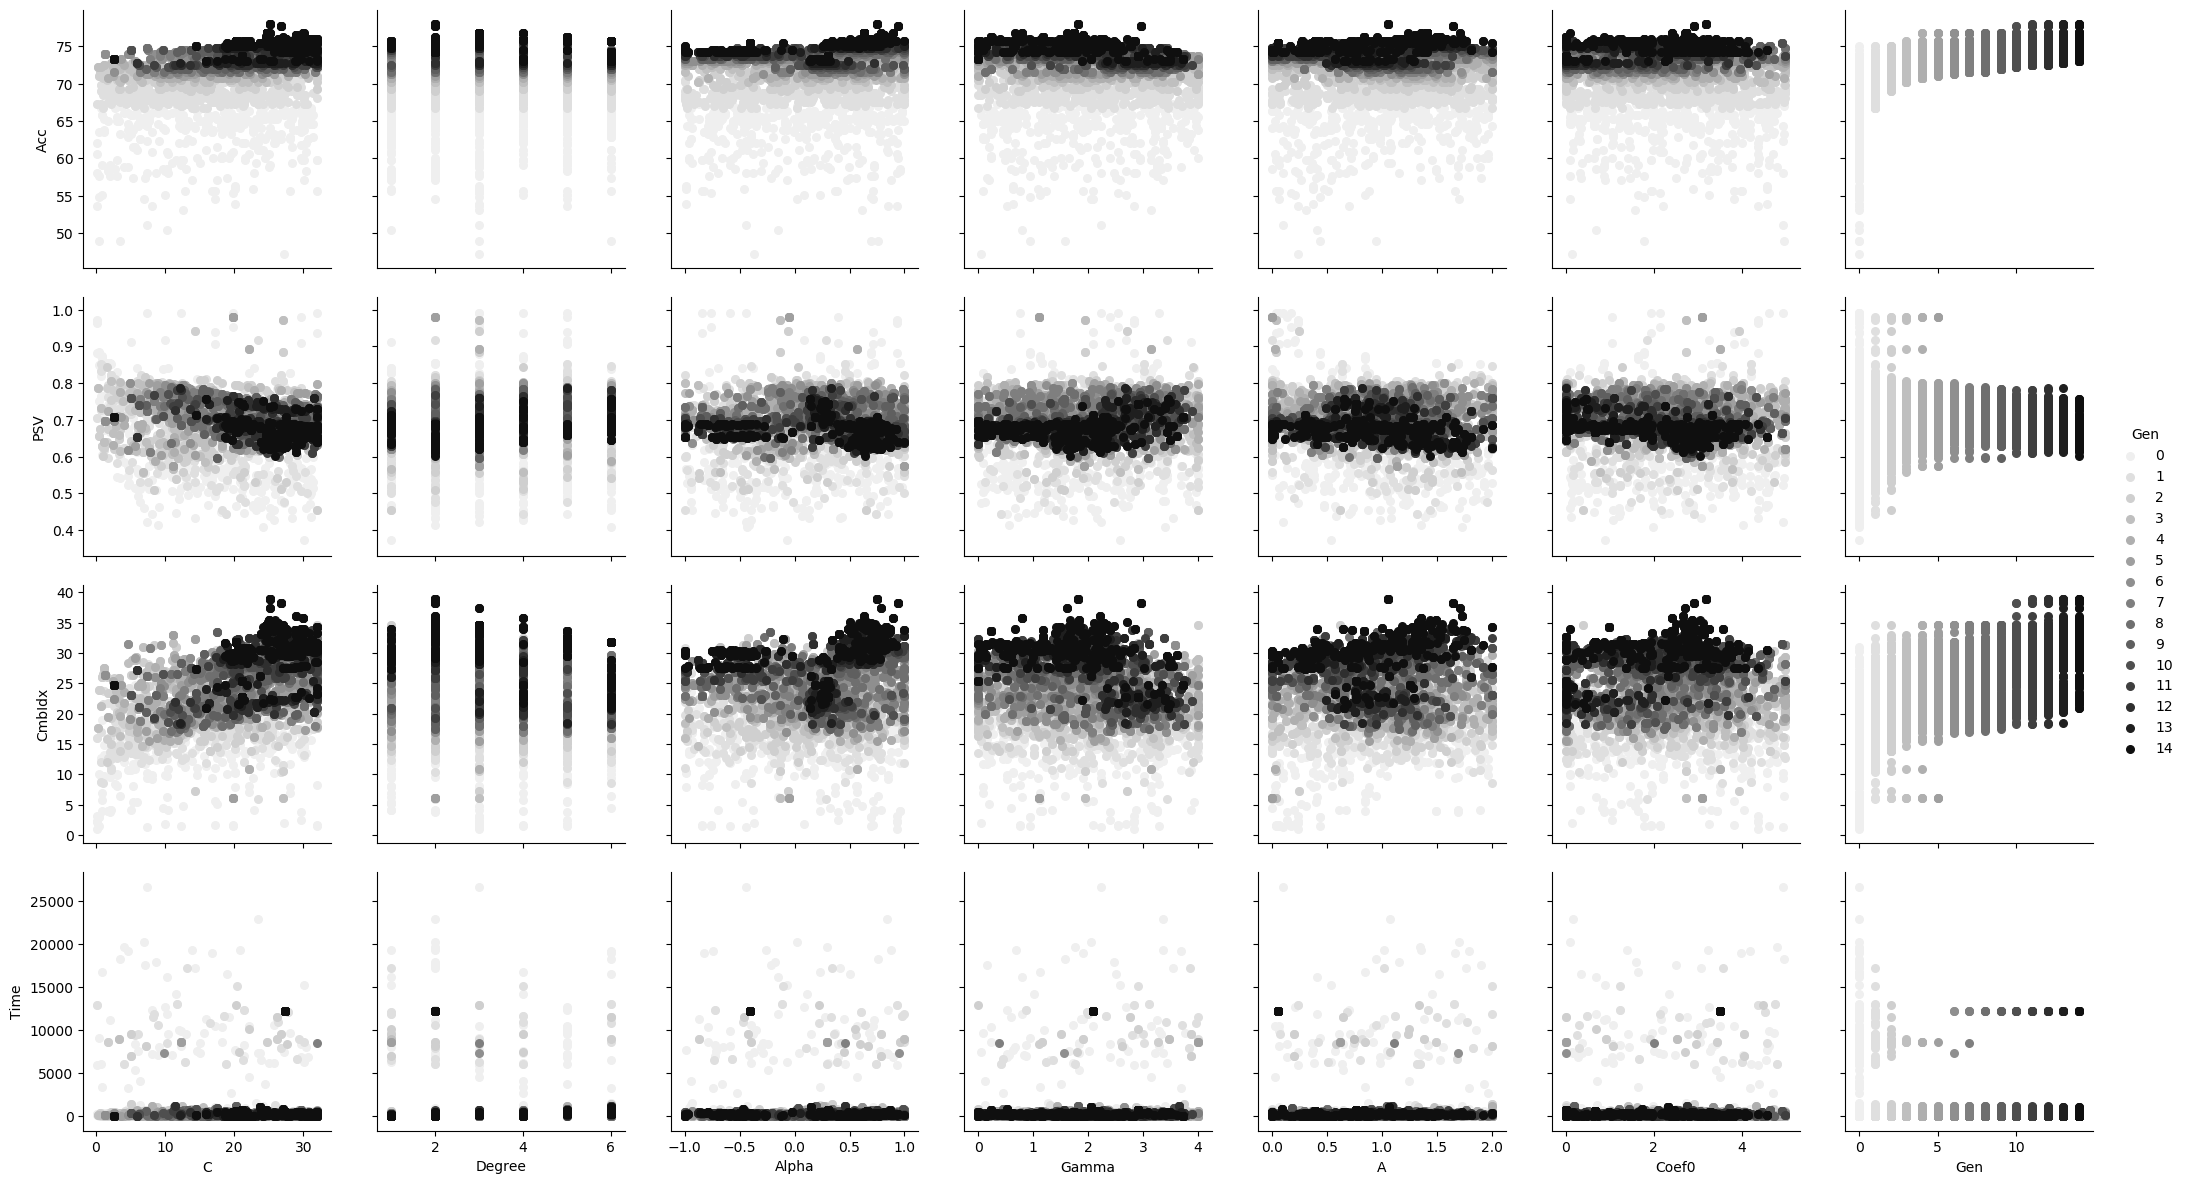 Acc
75
70
65
60
55
50
PSV
1.0
0.9
0.8
0.7
0.6
0.5
0.4
CmbIdx
40
35
30
25
20
15
10
5
0
Time
25000
20000
15000
10000
5000
0
0 10 20 30
C
2 4 6
Degree
−1.0 −0.5 0.0 0.5 1.0
Alpha
0 1 2 3 4
Gamma
0.0 0.5 1.0 1.5 2.0
A
0 2 4
Coef0
0 5 10
Gen
Gen
0
1
2
3
4
5
6
7
8
9
10
11
12
13
14